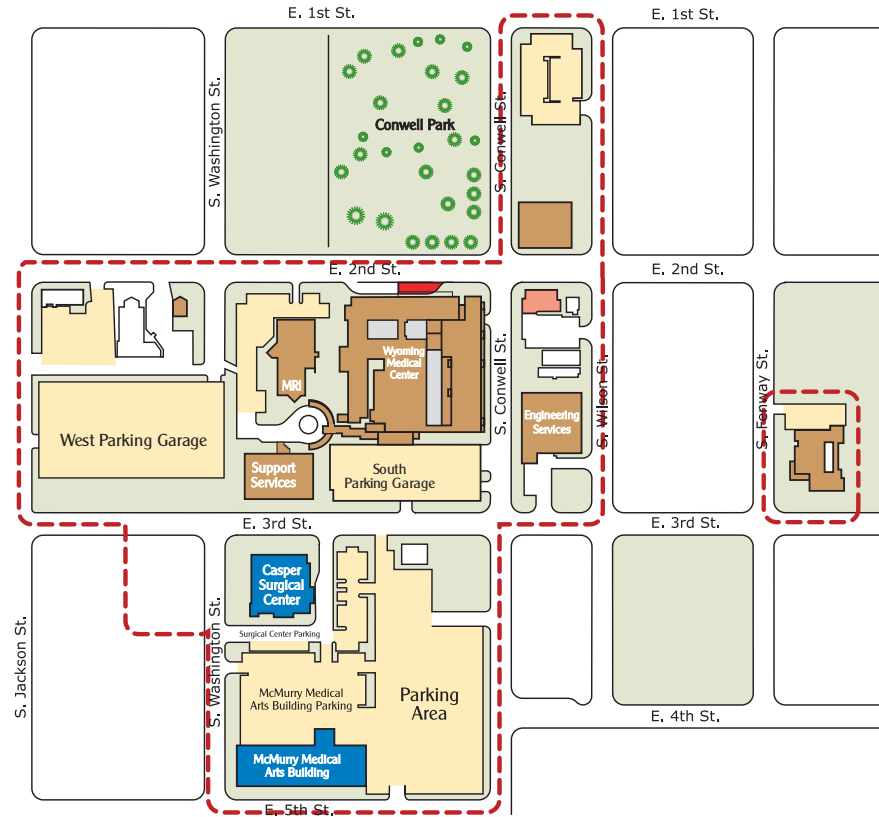 E. 1st St.
E. 1st St.
S. Washington St.
Conwell Park
S. Conwell St.
E. 2nd St.
E. 2nd St.
Wyoming
Medical
Center
MRI
S. Conwell St.
S. Wilson St.
S. Fenway St.
Engineering
Services
West Parking Garage
Support
Services
South
Parking Garage
E. 3rd St.
E. 3rd St.
Casper
Surgical
Center
Surgical Center Parking
S. Jackson St.
S. Washington St.
McMurry Medical
Arts Building Parking
Parking
Area
E. 4th St.
McMurry Medical
Arts Building
E. 5th St.